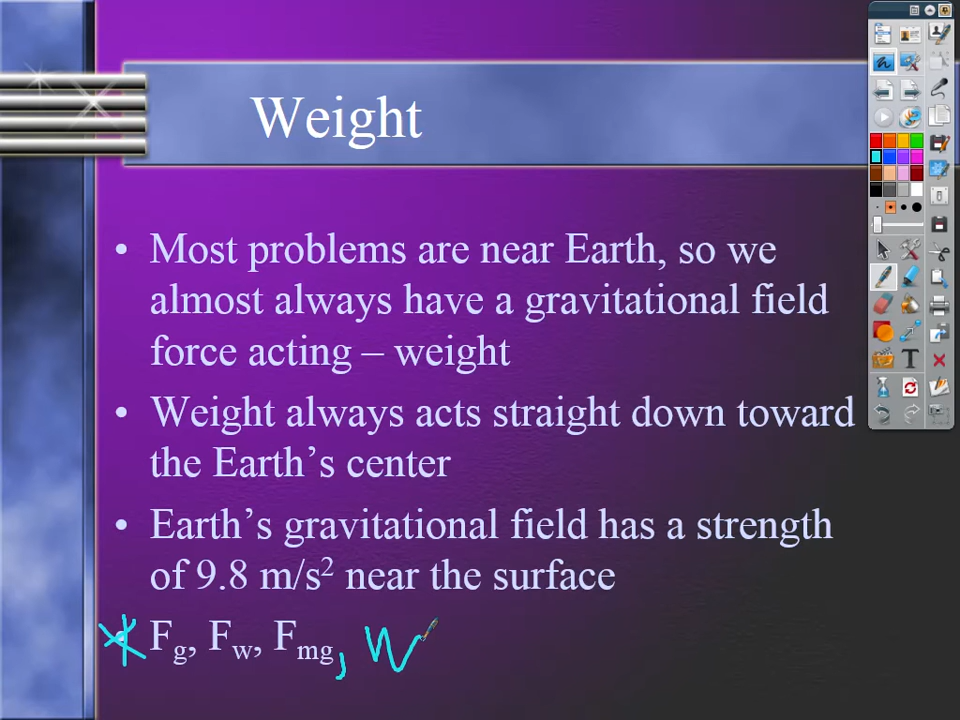 Weight
• Most problems are near Earth, so we
almost always have a gravitational field
force acting – weight
• Weight always acts straight down toward
the Earth’s center
• Earth’s gravitational field has a strength
of 9.8 m/s² near the surface
• Fg, Fw, Fmg, W